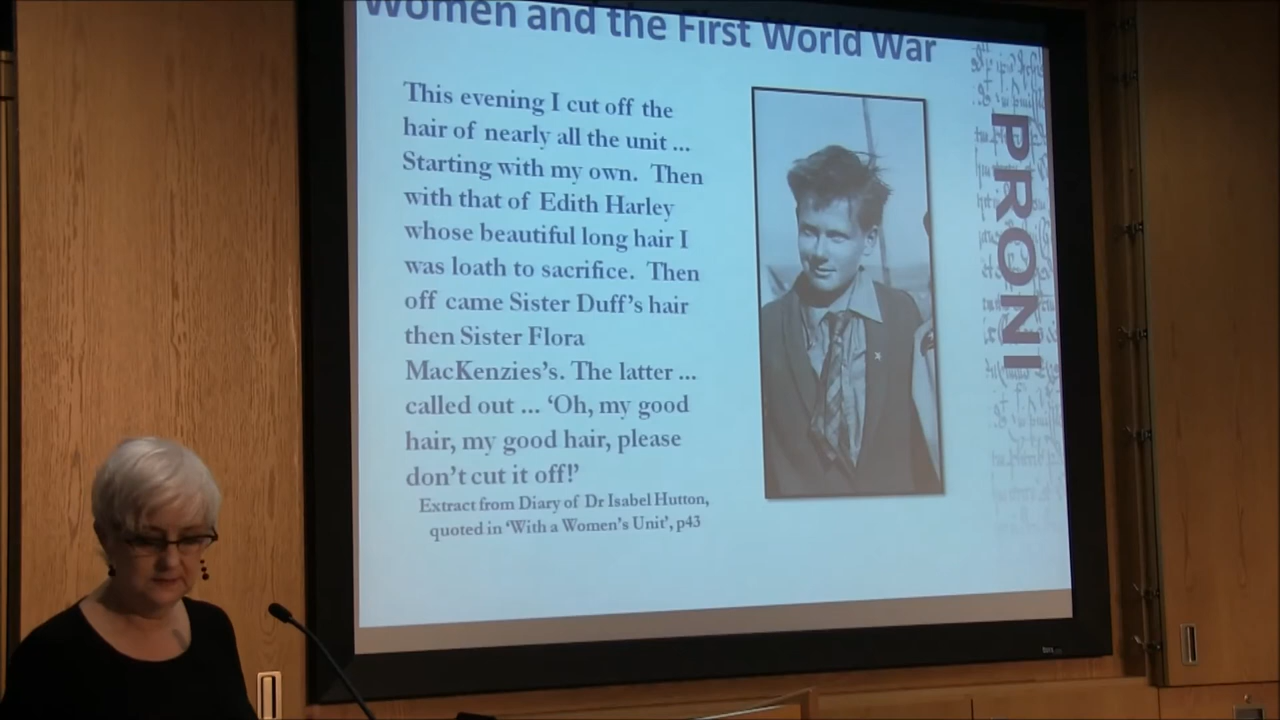 Women and the First World War
This evening I cut off the
hair of nearly all the unit ...
Starting with my own. Then
with that of Edith Harley
whose beautiful long hair I
was loath to sacrifice. Then
off came Sister Duff's hair
then Sister Flora
MacKenzies's. The latter ...
called out ... ‘Oh, my good
hair, my good hair, please
don't cut it off!’
Extract from Diary of Dr Isabel Hutton,
quoted in ‘With a Women's Unit’, p43
PRONI